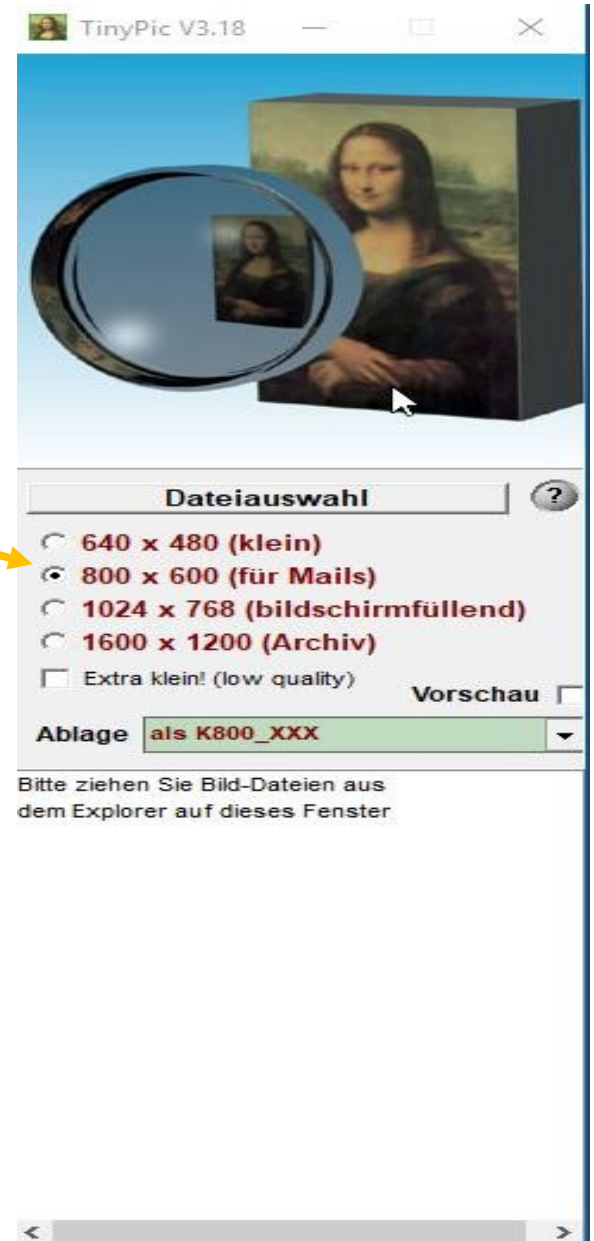 TinyPic V3.18
Dateiauswahl
?
640 x 480 (klein)
800 x 600 (für Mails)
1024 x 768 (bildschirmfüllend)
1600 x 1200 (Archiv)
Extra klein! (low quality)
Vorschau
Ablage als K800_XXX
Bitte ziehen Sie Bild-Dateien aus
dem Explorer auf dieses Fenster